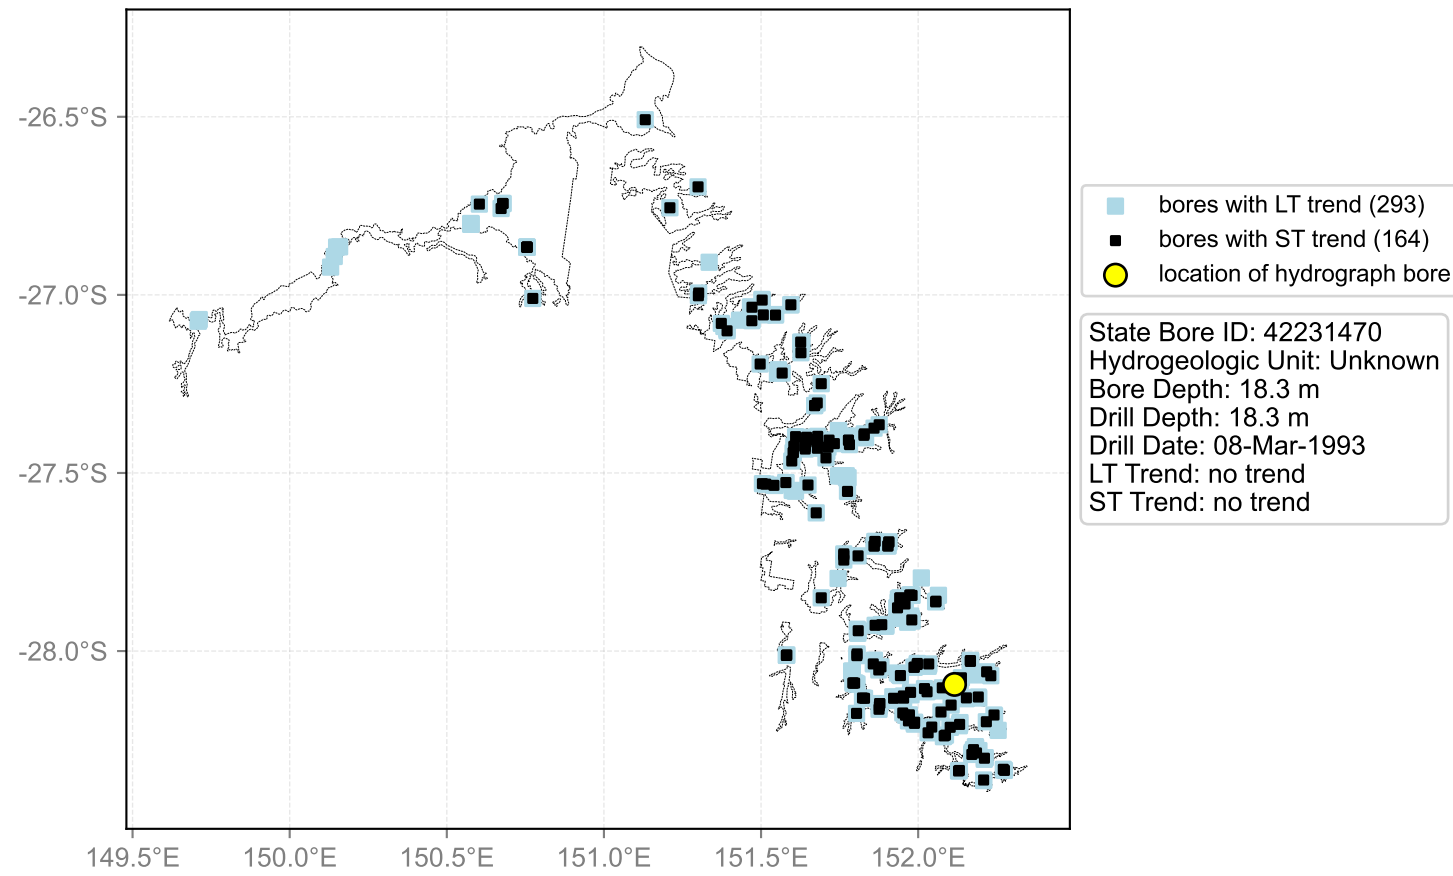 -26.5°S
-27.0°S
-27.5°S
-28.0°S
149.5°E 150.0°E 150.5°E 151.0°E 151.5°E 152.0°E
bores with LT trend (293)
bores with ST trend (164)
location of hydrograph bore
State Bore ID: 42231470
Hydrogeologic Unit: Unknown
Bore Depth: 18.3 m
Drill Depth: 18.3 m
Drill Date: 08-Mar-1993
LT Trend: no trend
ST Trend: no trend